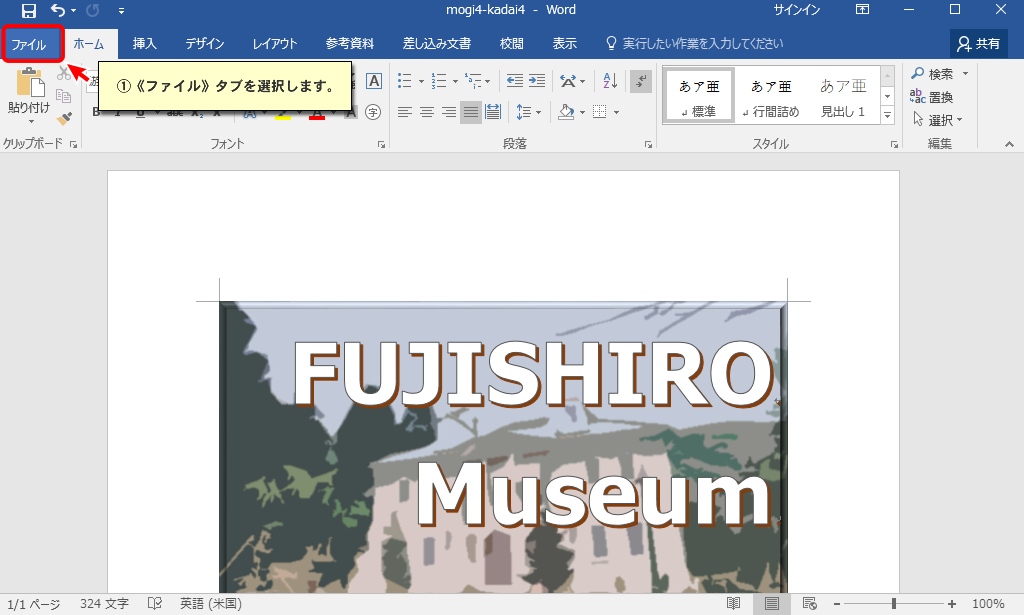 mogi4-kadai4 - Word
サインイン
ファイル ホーム 挿入 デザイン レイアウト 参考資料 差し込み文書 校閲 表示 実行したい作業を入力してください 共有
①《ファイル》タブを選択します。
貼り付け
クリップボード
フォント
段落
あア亜 あア亜 あア亜
↲ 標準 ↲ 行間詰め 見出し 1
スタイル
検索
置換
選択
編集
FUJISHIRO
Museum
1/1 ページ 324 文字 英語 (米国) 100%